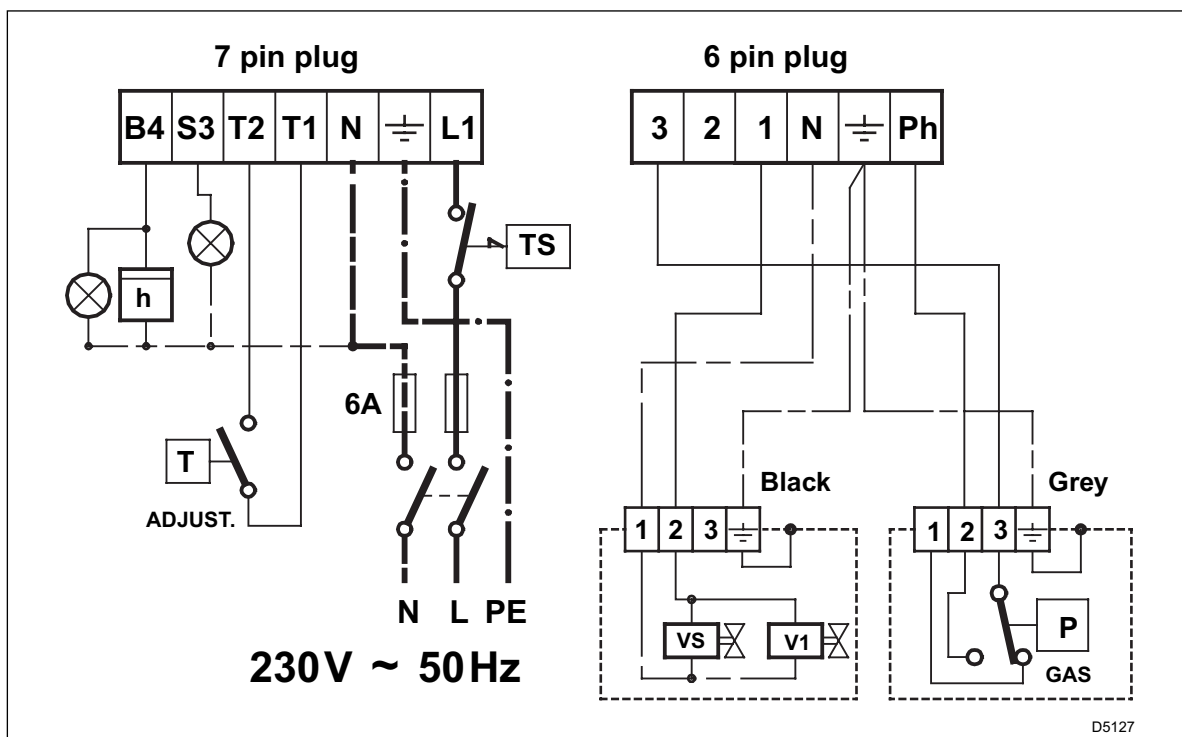 7 pin plug
B4 S3 T2 T1 N L1
TS
h
6A
T
ADJUST.
N L PE
230V ~ 50Hz
6 pin plug
3 2 1 N Ph
Black
1 2 3
VS V1
Grey
1 2 3
P
GAS
D5127